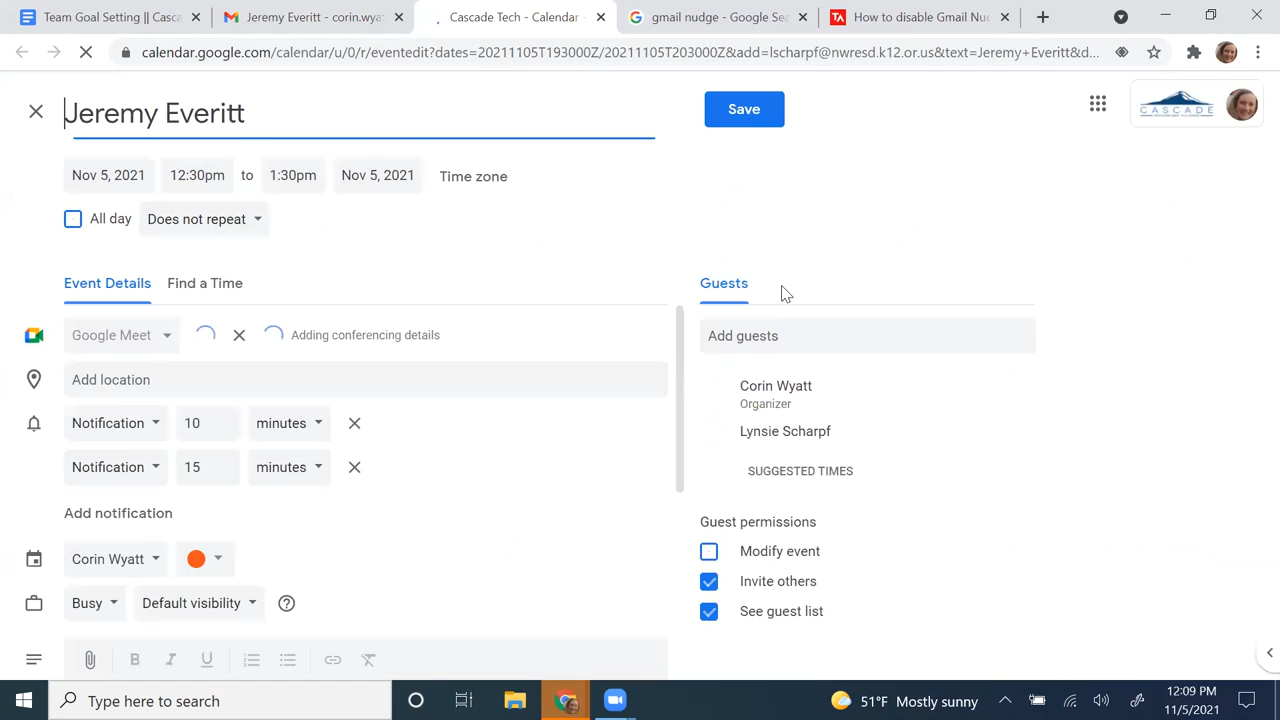 Team Goal Setting || Casca
Jeremy Everitt - corin.wya
Cascade Tech - Calendar -
gmail nudge - Google Sea
How to disable Gmail Nuc
calendar.google.com/calendar/u/0/r/eventedit?dates=20211105T193000Z/20211105T203000Z&add=lscharpf@nwresd.k12.or.us&text=Jeremy+Everitt&d...
Jeremy Everitt
Save
CASCADE
Nov 5, 2021 12:30pm to 1:30pm Nov 5, 2021 Time zone
All day Does not repeat
Event Details Find a Time
Guests
Google Meet Adding conferencing details
Add guests
Add location
Corin Wyatt
Organizer
Notification 10 minutes
Lynsie Scharpf
Notification 15 minutes
SUGGESTED TIMES
Add notification
Guest permissions
Corin Wyatt
Modify event
Busy Default visibility
Invite others
See guest list
B I U
Type here to search
51°F Mostly sunny
12:09 PM
11/5/2021